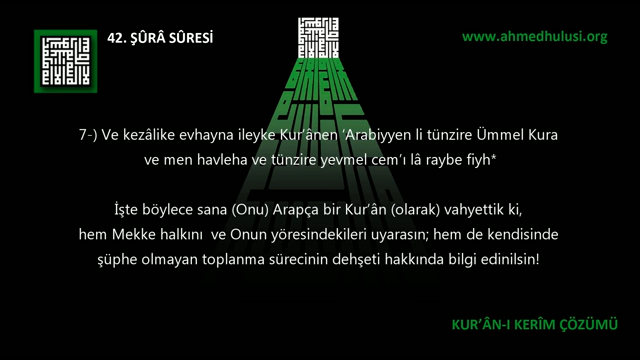 42. ŞÛRÂ SÛRESİ
www.ahmedhulusi.org
7-) Ve kezâlike evhayna ileyke Kur’ânen ‘Arabiyyen li tünzire Ümmel Kura
ve men havleha ve tünzire yevmel cem’ı lâ raybe fiyh*
İşte böylece sana (Onu) Arapça bir Kur’ân (olarak) vahyettik ki,
hem Mekke halkını ve Onun yöresindekileri uyarasın; hem de kendisinde
şüphe olmayan toplanma sürecinin dehşeti hakkında bilgi edinilsin!
KUR’ÂN-I KERÎM ÇÖZÜMÜ